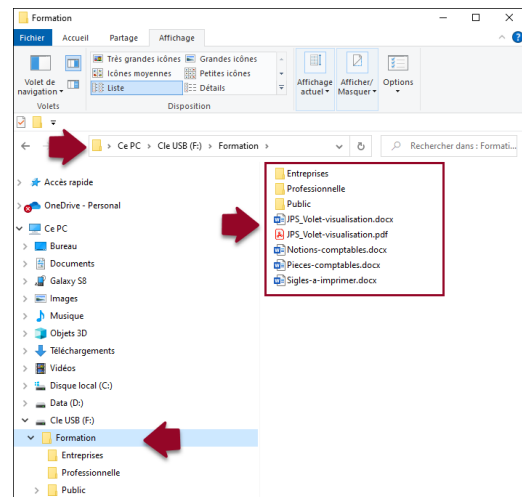 Formation
Fichier Accueil Partage Affichage
Très grandes icônes Grandes icônes
Icônes moyennes Petites icônes
Liste Détails
Volet de navigation
Affichage actuel
Afficher/ Masquer
Options
Volets Disposition
Ce PC > Cle USB (F:) > Formation >
Rechercher dans : Formati...
Accès rapide
OneDrive - Personal
Ce PC
Bureau
Documents
Galaxy S8
Images
Musique
Objets 3D
Téléchargements
Vidéos
Disque local (C:)
Data (D:)
Cle USB (F:)
Formation
Entreprises
Professionnelle
Public
Entreprises
Professionnelle
Public
JPS_Volet-visualisation.docx
JPS_Volet-visualisation.pdf
Notions-comptables.docx
Pieces-comptables.docx
Sigles-a-imprimer.docx